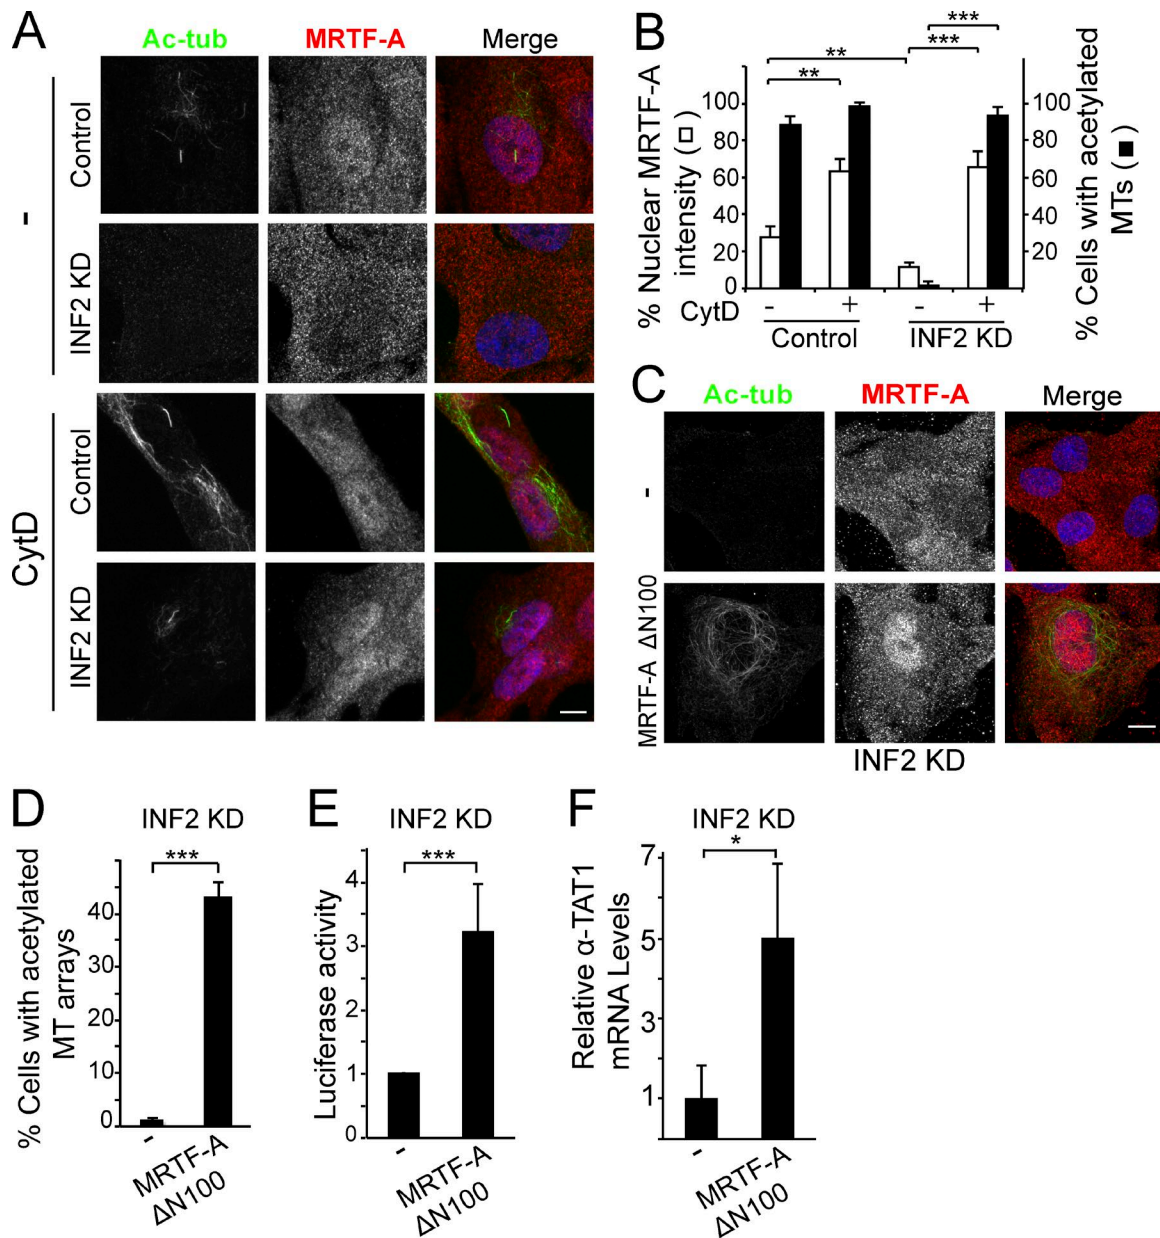 A
Ac-tub MRTF-A Merge
-
Control
INF2 KD
CytD
Control
INF2 KD
B
% Nuclear MRTF-A
intensity (□)
% Cells with acetylated
MTs (■)
***
** ***
**
100 100
80 80
60 60
40 40
20 20
0
CytD - + - +
Control INF2 KD
C
Ac-tub MRTF-A Merge
-
MRTF-A ΔN100
INF2 KD
D
INF2 KD
***
% Cells with acetylated
MT arrays
40
30
20
10
0
-
MRTF-A
ΔN100
E
INF2 KD
***
Luciferase activity
4
3
2
1
0
-
MRTF-A
ΔN100
F
INF2 KD
*
Relative α-TAT1
mRNA Levels
7
5
3
1
-
MRTF-A
ΔN100